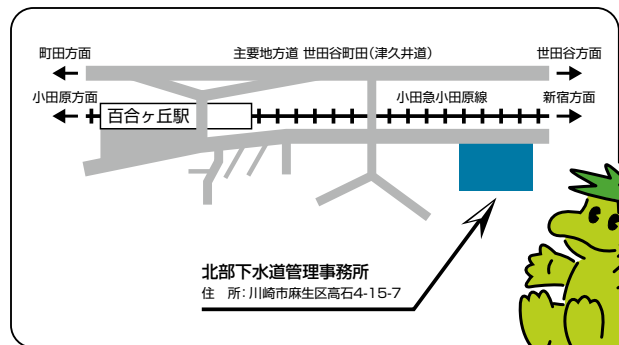 町田方面
主要地方道 世田谷町田(津久井道)
世田谷方面
小田原方面
百合ヶ丘駅
小田急小田原線
新宿方面
北部下水道管理事務所
住　所:川崎市麻生区高石4-15-7